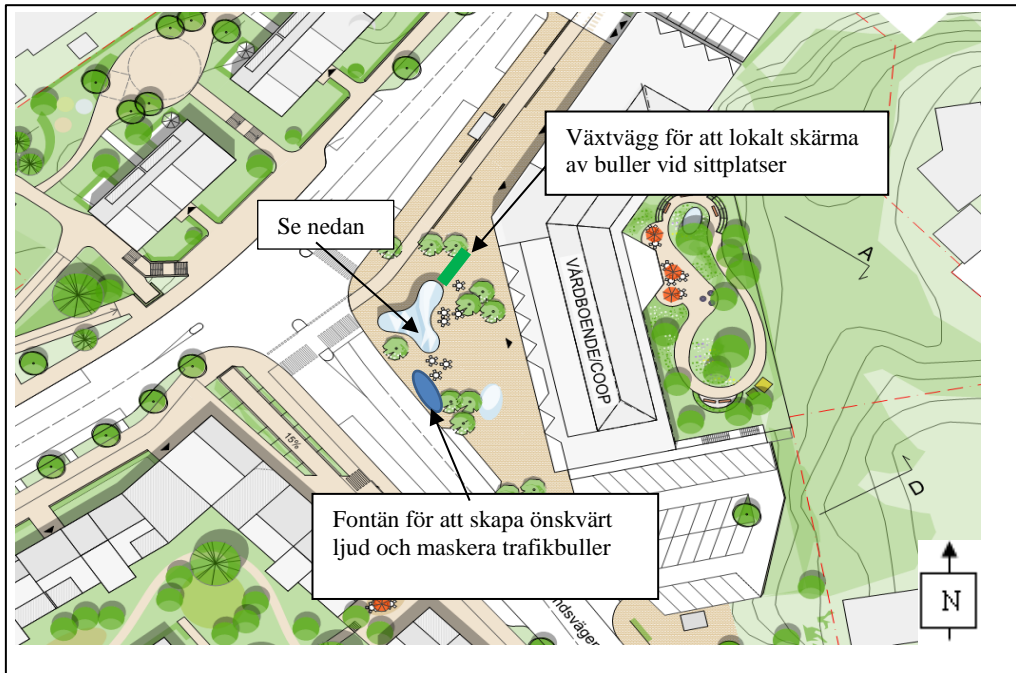 Växtvägg för att lokalt skärma
av buller vid sittplatser
Se nedan
A
VÅRDBOENDE/COOP
15%
D
Fontän för att skapa önskvärt
ljud och maskera trafikbuller
ndsvägen
N